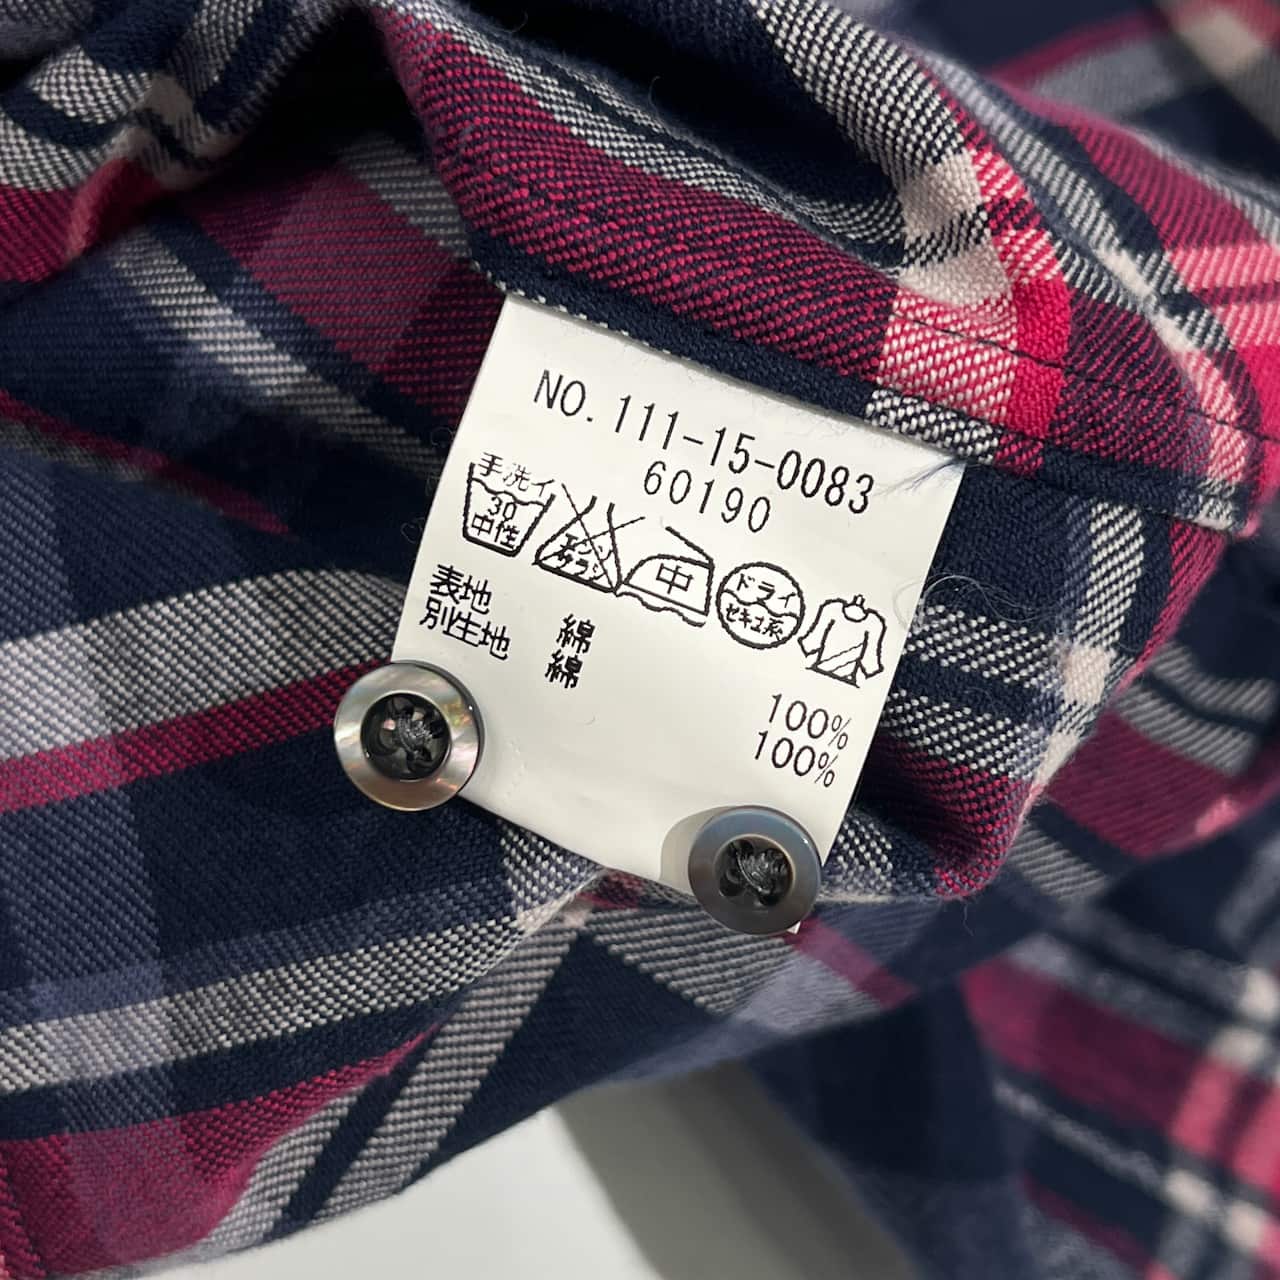 NO. 111-15-0083
60190
手洗イ
30
中性
エンソ
サラシ
中
ドライ
セキユ系
表地 綿 100%
別生地 綿 100%